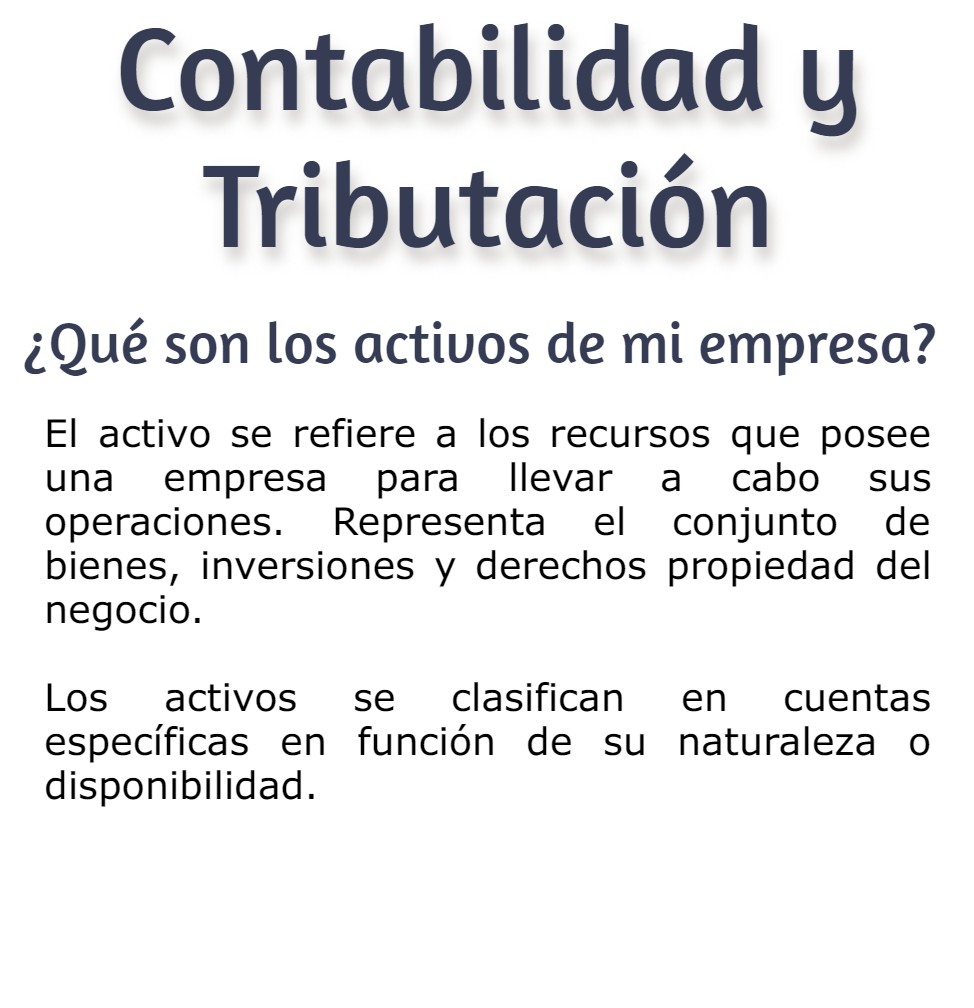 Contabilidad y
Tributación
¿Qué son los activos de mi empresa?
El activo se refiere a los recursos que posee
una empresa para llevar a cabo sus
operaciones. Representa el conjunto de
bienes, inversiones y derechos propiedad del
negocio.
Los activos se clasifican en cuentas
específicas en función de su naturaleza o
disponibilidad.